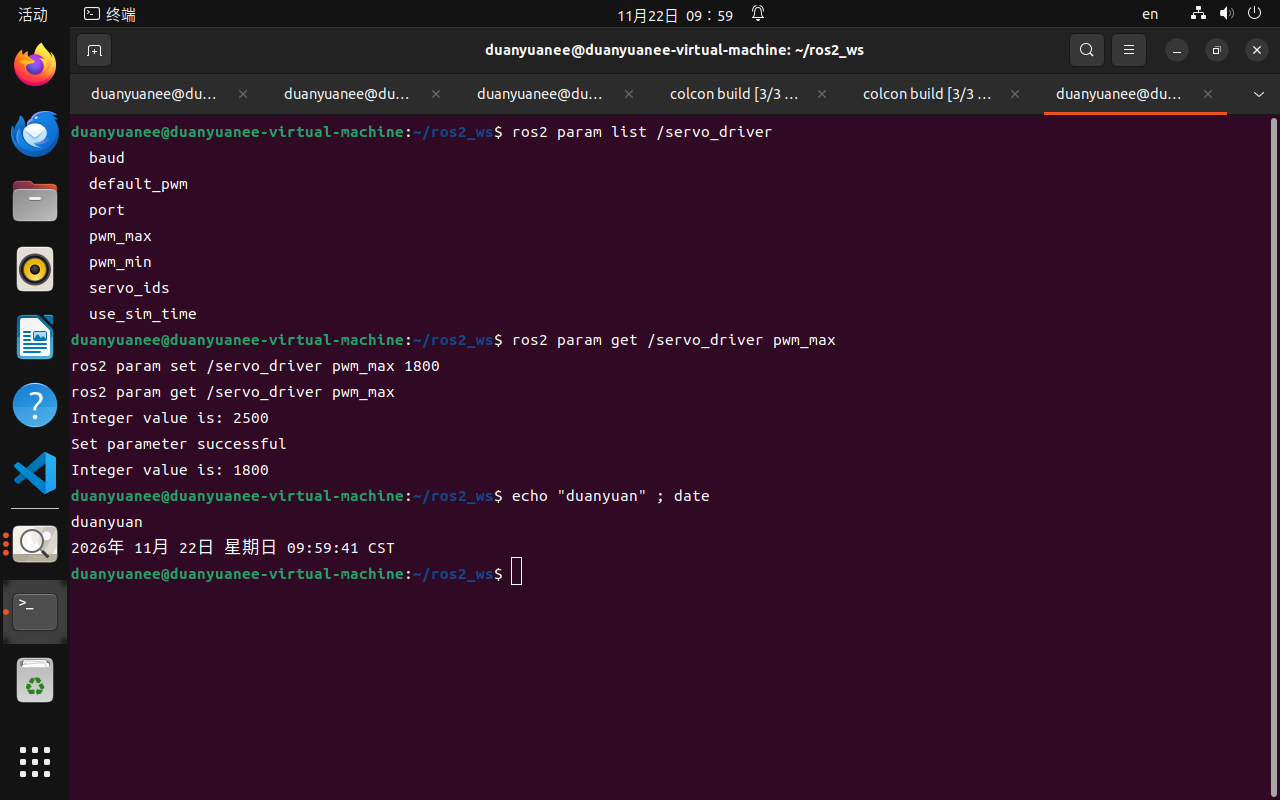 活动 终端 11月22日 09：59 en
duanyuanee@duanyuanee-virtual-machine: ~/ros2_ws
duanyuanee@du... duanyuanee@du... duanyuanee@du... colcon build [3/3 ... colcon build [3/3 ... duanyuanee@du...
duanyuanee@duanyuanee-virtual-machine:~/ros2_ws$ ros2 param list /servo_driver
  baud
  default_pwm
  port
  pwm_max
  pwm_min
  servo_ids
  use_sim_time
duanyuanee@duanyuanee-virtual-machine:~/ros2_ws$ ros2 param get /servo_driver pwm_max
ros2 param set /servo_driver pwm_max 1800
ros2 param get /servo_driver pwm_max
Integer value is: 2500
Set parameter successful
Integer value is: 1800
duanyuanee@duanyuanee-virtual-machine:~/ros2_ws$ echo "duanyuan" ; date
duanyuan
2026年 11月 22日 星期日 09:59:41 CST
duanyuanee@duanyuanee-virtual-machine:~/ros2_ws$